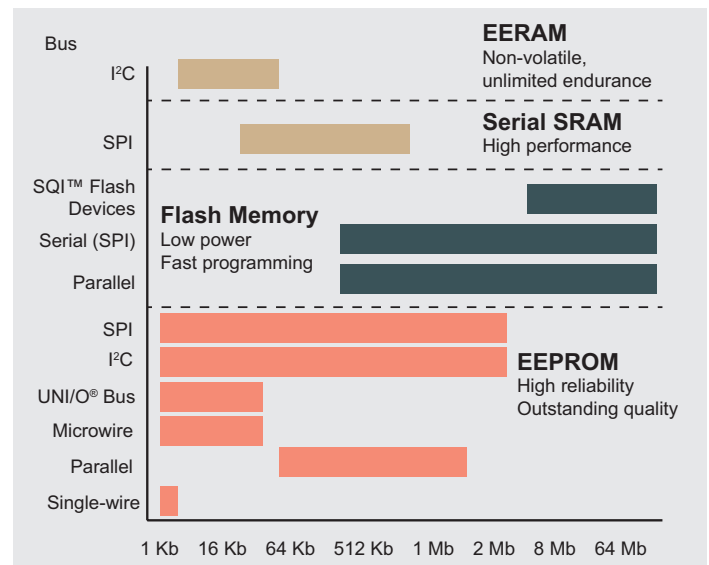 Bus
I²C
EERAM
Non-volatile,
unlimited endurance
SPI
Serial SRAM
High performance
SQI™ Flash
Devices
Serial (SPI)
Parallel
Flash Memory
Low power
Fast programming
SPI
I²C
UNI/O® Bus
Microwire
Parallel
Single-wire
EEPROM
High reliability
Outstanding quality
1 Kb 16 Kb 64 Kb 512 Kb 1 Mb 2 Mb 8 Mb 64 Mb